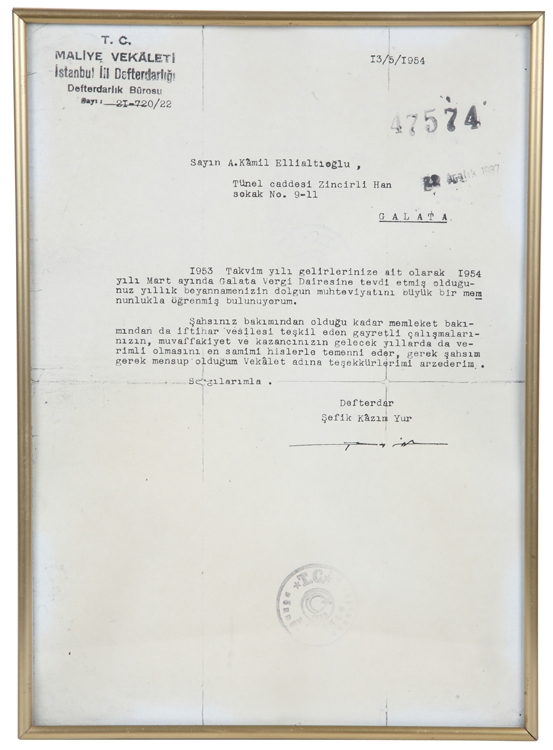 T. C.
MALİYE VEKÂLETİ
İstanbul İli Defterdarlığı
Defterdarlık Bürosu
Sayı: 21-720/22
13/5/1954
47574
Sayın A.Kâmil Ellialtıoğlu ,
Tünel caddesi Zincirli Han
sokak No. 9-11
GALATA
1953 Takvim yılı gelirlerinize ait olarak 1954
yılı Mart ayında Galata Vergi Dairesine tevdi etmiş olduğu-
nuz yıllık beyannamenizin dolgun muhteviyatını büyük bir mem
nunlukla öğrenmiş bulunuyorum.
Şahsınız bakımından olduğu kadar memleket bakı-
mından da iftihar vesilesi teşkil eden gayretli çalışmaları-
nızın, muvaffakiyet ve kazancınızın gelecek yıllarda da ve-
rimli olmasını en samimi hislerle temenni eder, gerek şahsım
gerek mensup olduğum Vekâlet adına teşekkürlerimi arzederim .
Saygılarımla .
Defterdar
Şefik Kâzım Yur
T.C.